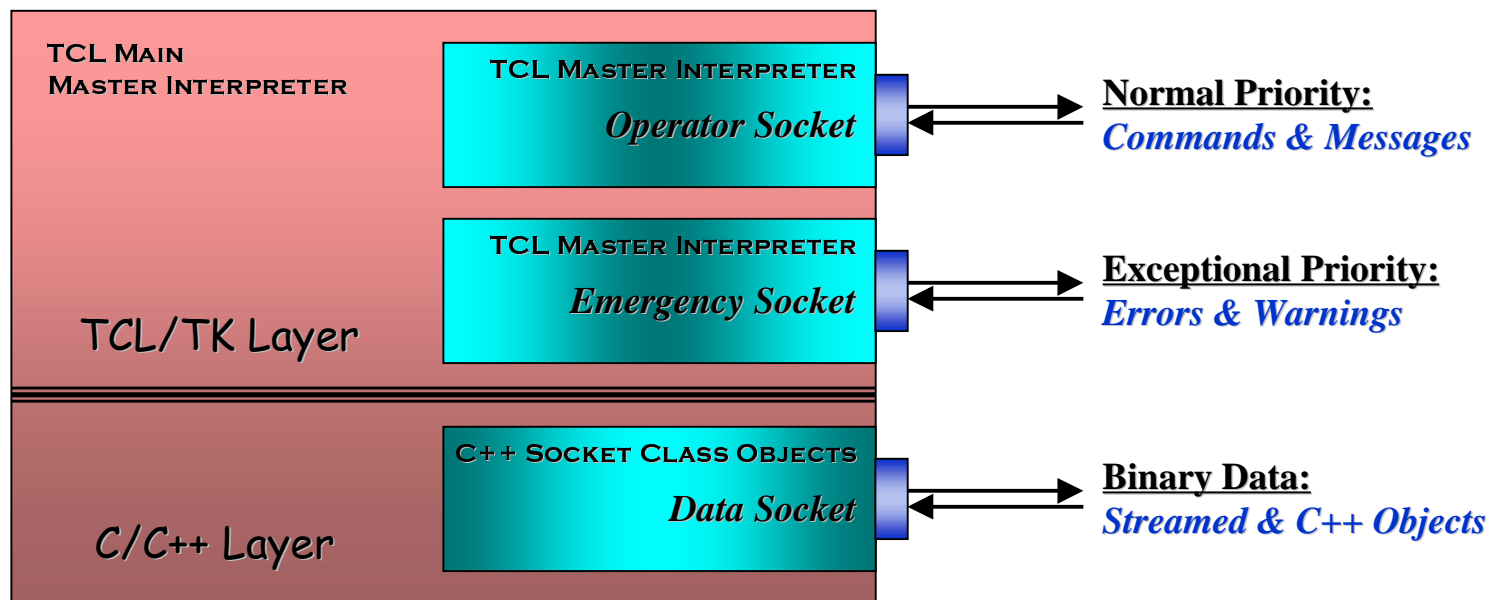 TCL Main
Master Interpreter
TCL Master Interpreter
Operator Socket
Normal Priority:
Commands & Messages
TCL Master Interpreter
Emergency Socket
Exceptional Priority:
Errors & Warnings
TCL/TK Layer
C++ Socket Class Objects
Data Socket
Binary Data:
Streamed & C++ Objects
C/C++ Layer